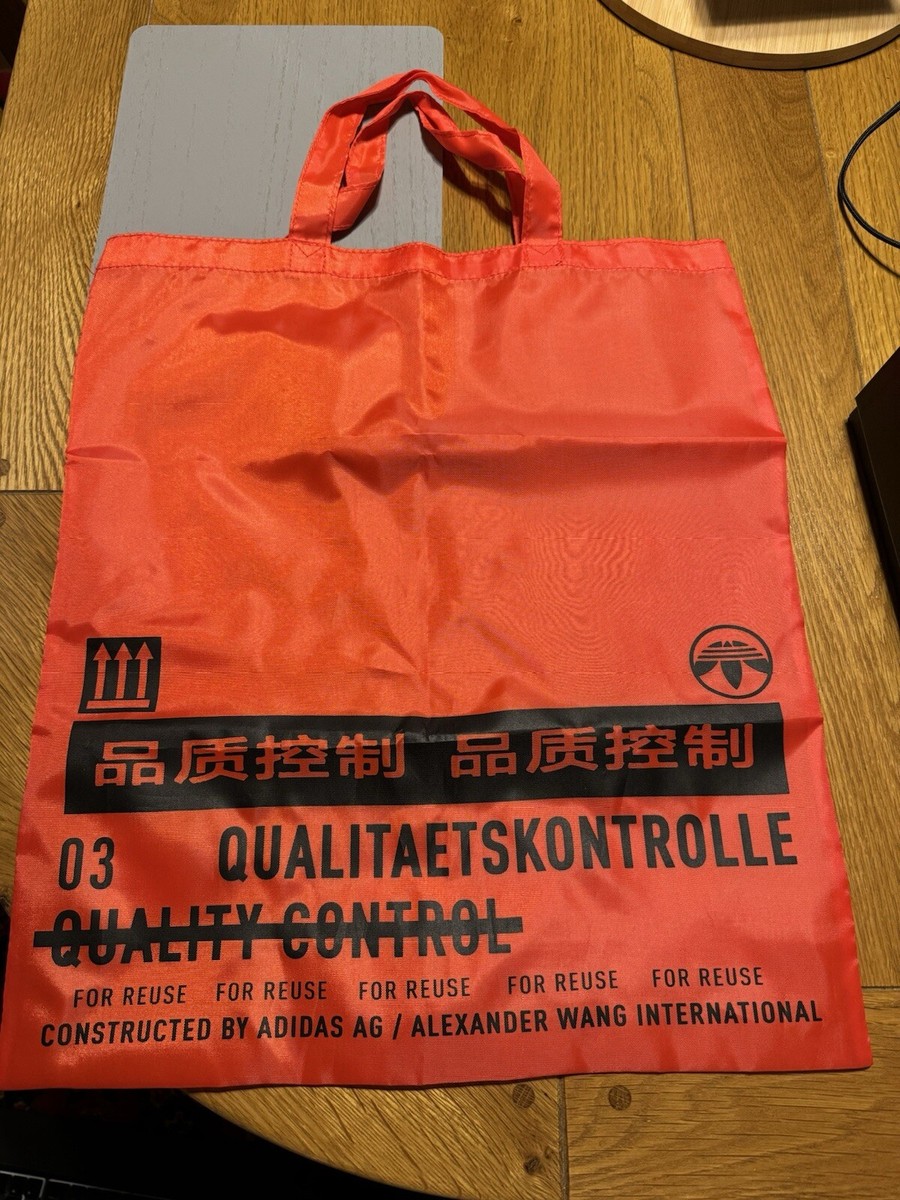 品质控制 品质控制
03 QUALITAETSKONTROLLE
QUALITY CONTROL
FOR REUSE FOR REUSE FOR REUSE FOR REUSE FOR REUSE
CONSTRUCTED BY ADIDAS AG / ALEXANDER WANG INTERNATIONAL